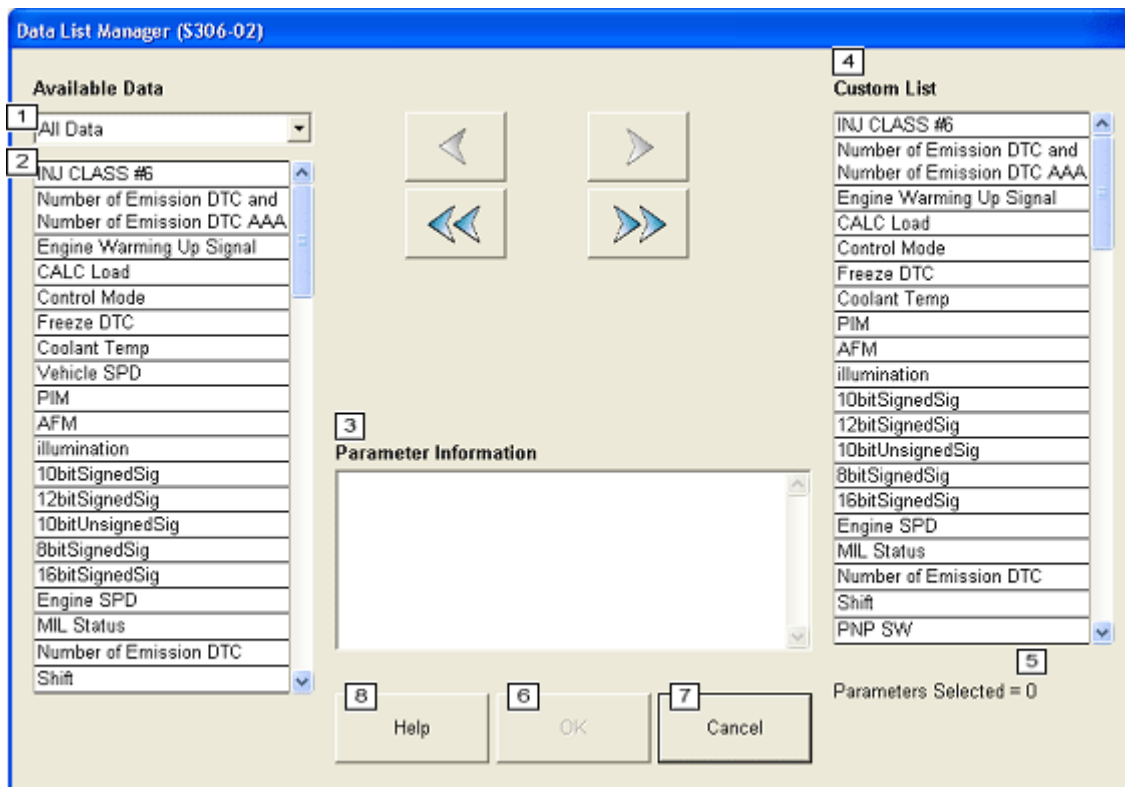 Data List Manager (S306-02)
Available Data
1
All Data
2
INJ CLASS #6
Number of Emission DTC and
Number of Emission DTC AAA
Engine Warming Up Signal
CALC Load
Control Mode
Freeze DTC
Coolant Temp
Vehicle SPD
PIM
AFM
illumination
10bitSignedSig
12bitSignedSig
10bitUnsignedSig
8bitSignedSig
16bitSignedSig
Engine SPD
MIL Status
Number of Emission DTC
Shift
3
Parameter Information
4
Custom List
INJ CLASS #6
Number of Emission DTC and
Number of Emission DTC AAA
Engine Warming Up Signal
CALC Load
Control Mode
Freeze DTC
Coolant Temp
PIM
AFM
illumination
10bitSignedSig
12bitSignedSig
10bitUnsignedSig
8bitSignedSig
16bitSignedSig
Engine SPD
MIL Status
Number of Emission DTC
Shift
PNP SW
5
Parameters Selected = 0
8
Help
6
OK
7
Cancel